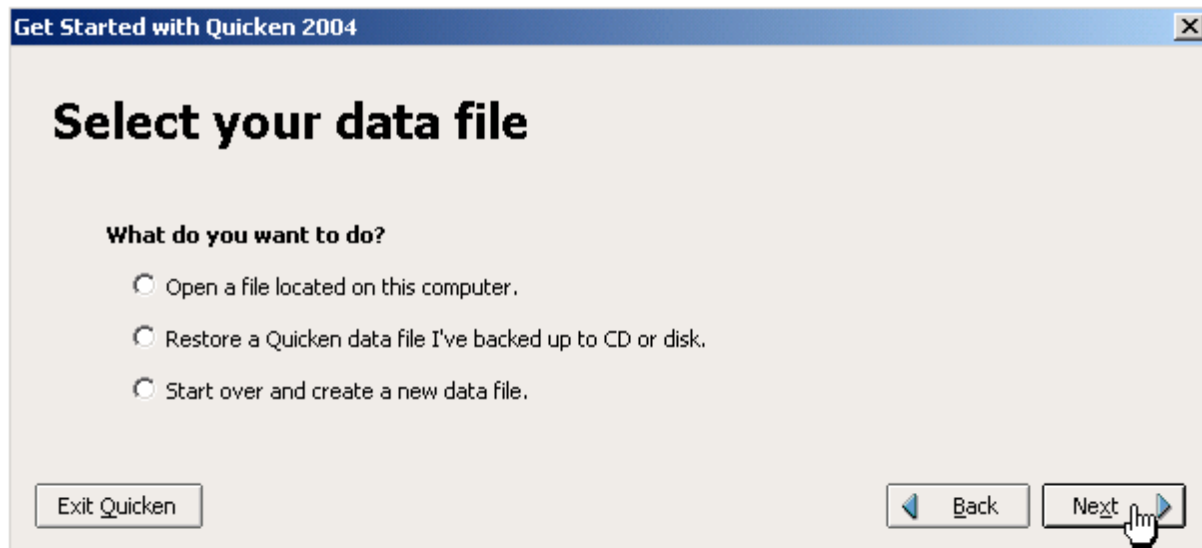 Get Started with Quicken 2004
Select your data file
What do you want to do?
Open a file located on this computer.
Restore a Quicken data file I've backed up to CD or disk.
Start over and create a new data file.
Exit Quicken
Back
Next